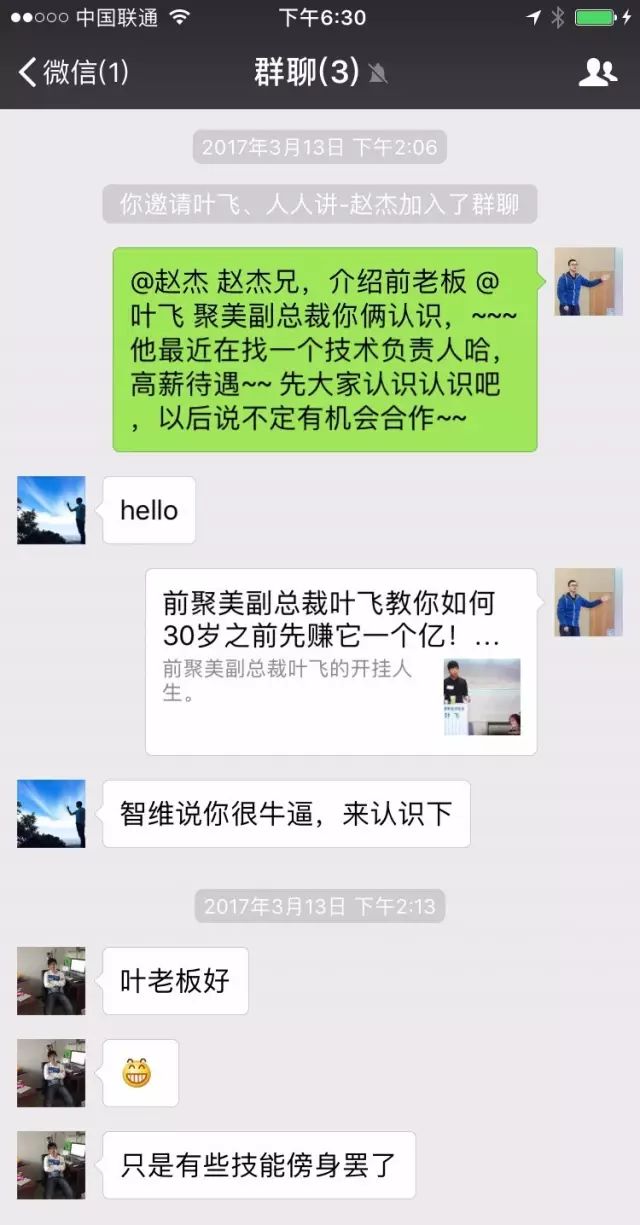 中国联通
下午6:30
微信(1)
群聊(3)
2017年3月13日 下午2:06
你邀请叶飞、人人讲-赵杰加入了群聊
@赵杰 赵杰兄，介绍前老板 @
叶飞 聚美副总裁你俩认识，~~~
他最近在找一个技术负责人哈，
高薪待遇~~ 先大家认识认识吧
，以后说不定有机会合作~~
hello
前聚美副总裁叶飞教你如何
30岁之前先赚它一个亿！...
前聚美副总裁叶飞的开挂人
生。
叶飞
智维说你很牛逼，来认识下
2017年3月13日 下午2:13
叶老板好
😁
只是有些技能傍身罢了